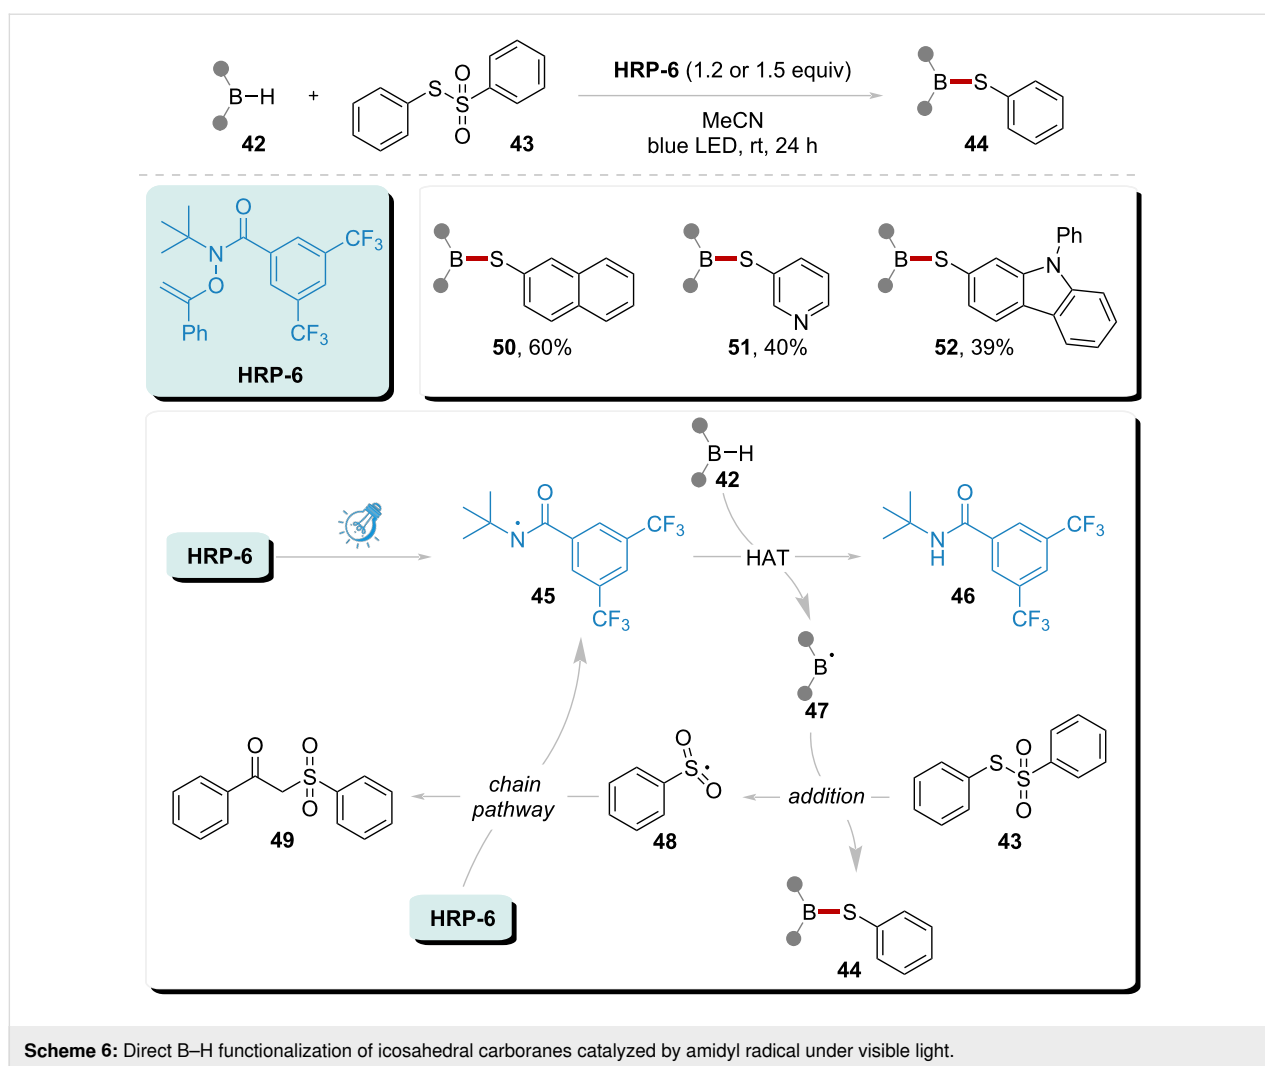 B–H
42
+
S
O
S
O
43
HRP-6 (1.2 or 1.5 equiv)
MeCN
blue LED, rt, 24 h
B
S
44
O
N
O
Ph
CF3
CF3
HRP-6
B
S
50, 60%
B
S
N
51, 40%
B
S
N
Ph
52, 39%
HRP-6
O
N
CF3
CF3
45
B–H
42
HAT
O
N
H
CF3
CF3
46
B
47
O
O
S
O
49
chain
pathway
O
S
O
48
addition
S
O
S
O
43
HRP-6
B
S
44
Scheme 6: Direct B–H functionalization of icosahedral carboranes catalyzed by amidyl radical under visible light.